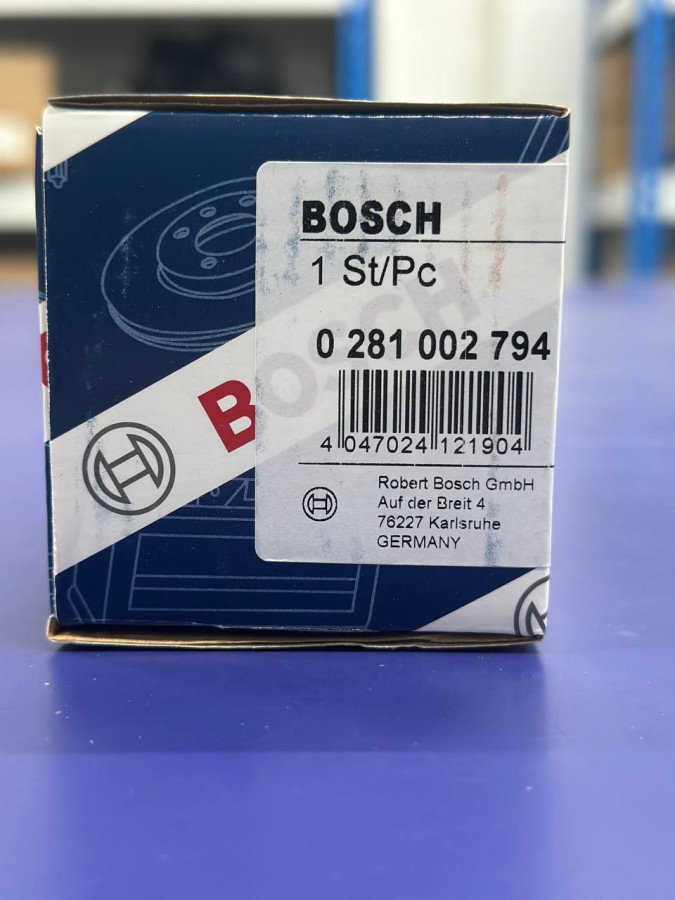 BOSCH
1 St/Pc
BOSCH
0 281 002 794
4 047024 121904
Robert Bosch GmbH
Auf der Breit 4
76227 Karlsruhe
GERMANY